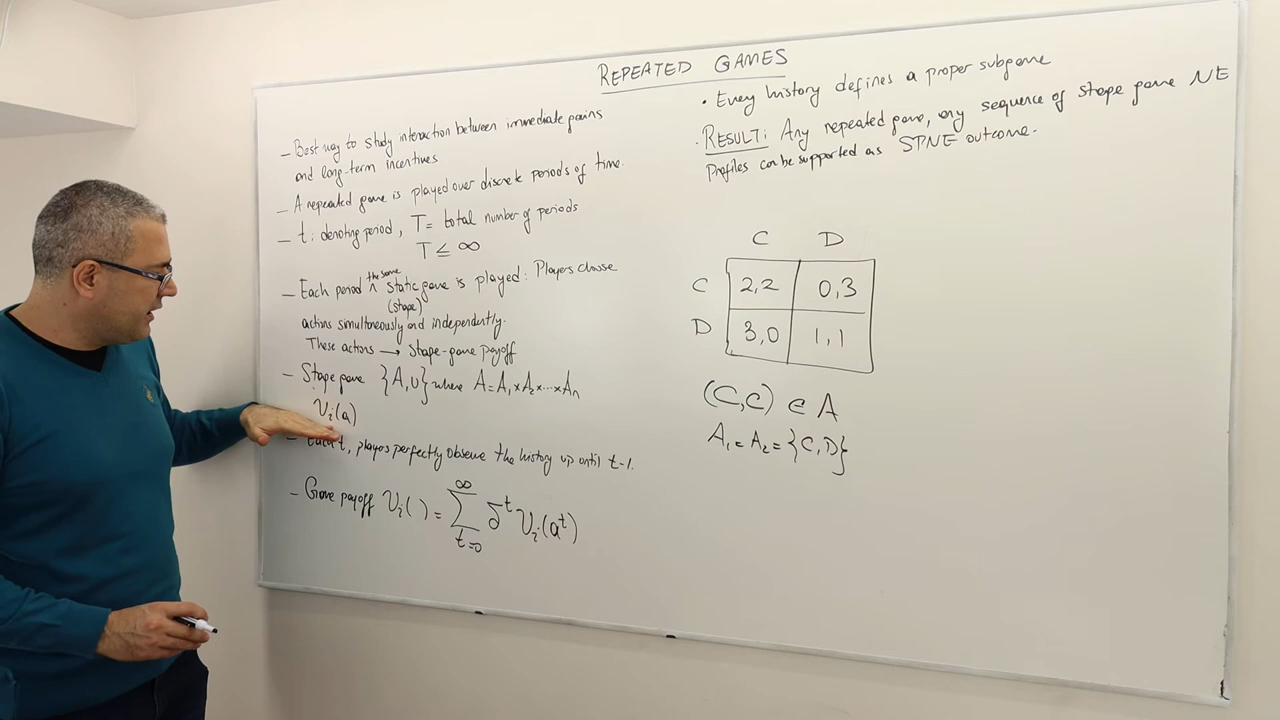 REPEATED GAMES
– Best way to study interaction between immediate gains
and long-term incentives
– A repeated game is played over discrete periods of time.
– t: denoting period, T = total number of periods
T ≤ ∞
– Each period ^ the same static game is played: Players choose
(stage)
actions simultaneously and independently.
These actions → stage-game payoff
– Stage game {A, u} where A = A₁ × A₂ × ... × Aₙ
Uᵢ(a)
– Each t, players perfectly observe the history up until t-1.
– Game payoff Uᵢ( ) = ∑ₜ₌₀^∞ δᵗ Uᵢ(aᵗ)
• Every history defines a proper subgame
• RESULT: Any repeated game, any sequence of stage game NE
Profiles can be supported as SPNE outcome.
C D
C 2,2 0,3
D 3,0 1,1
(C,C) ∈ A
A₁ = A₂ = {C, D}